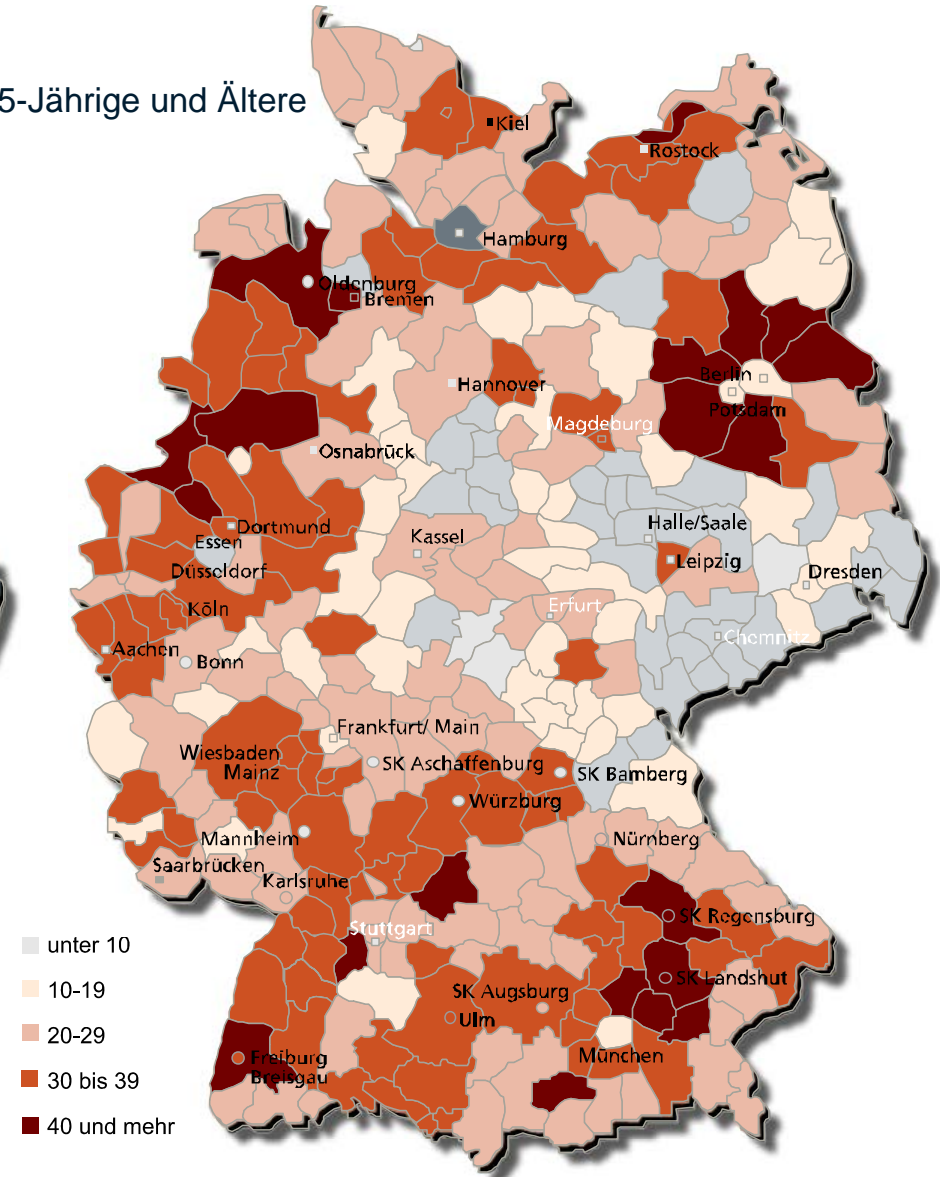 5-Jährige und Ältere
Kiel
Rostock
Hamburg
Oldenburg
Bremen
Berlin
Hannover
Potsdam
Magdeburg
Osnabrück
Halle/Saale
Dortmund
Kassel
Essen
Leipzig
Düsseldorf
Dresden
Köln
Erfurt
Chemnitz
Aachen
Bonn
Frankfurt/ Main
Wiesbaden
SK Aschaffenburg
Mainz
SK Bamberg
Würzburg
Mannheim
Nürnberg
Saarbrücken
Karlsruhe
SK Regensburg
Stuttgart
unter 10
SK Landshut
10-19
SK Augsburg
Ulm
20-29
München
Freiburg
Breisgau
30 bis 39
40 und mehr